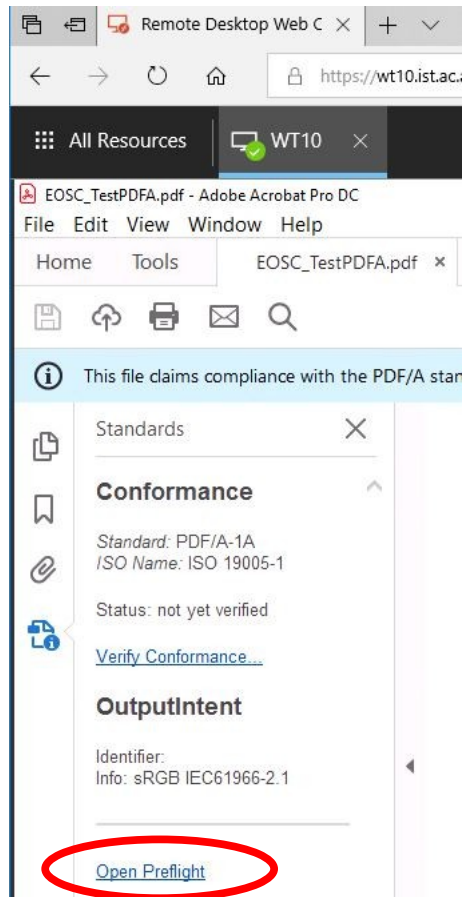 Remote Desktop Web C
https://wt10.ist.ac.a
All Resources WT10
EOSC_TestPDFA.pdf - Adobe Acrobat Pro DC
File Edit View Window Help
Home Tools EOSC_TestPDFA.pdf
This file claims compliance with the PDF/A stan
Standards
Conformance
Standard: PDF/A-1A
ISO Name: ISO 19005-1
Status: not yet verified
Verify Conformance...
OutputIntent
Identifier:
Info: sRGB IEC61966-2.1
Open Preflight